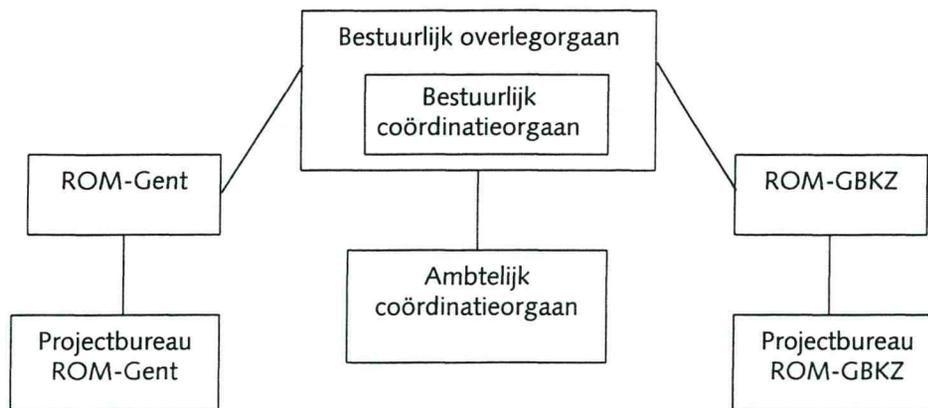 Bestuurlijk overlegorgaan
Bestuurlijk
coördinatieorgaan
ROM-Gent
ROM-GBKZ
Ambtelijk
coördinatieorgaan
Projectbureau
ROM-Gent
Projectbureau
ROM-GBKZ